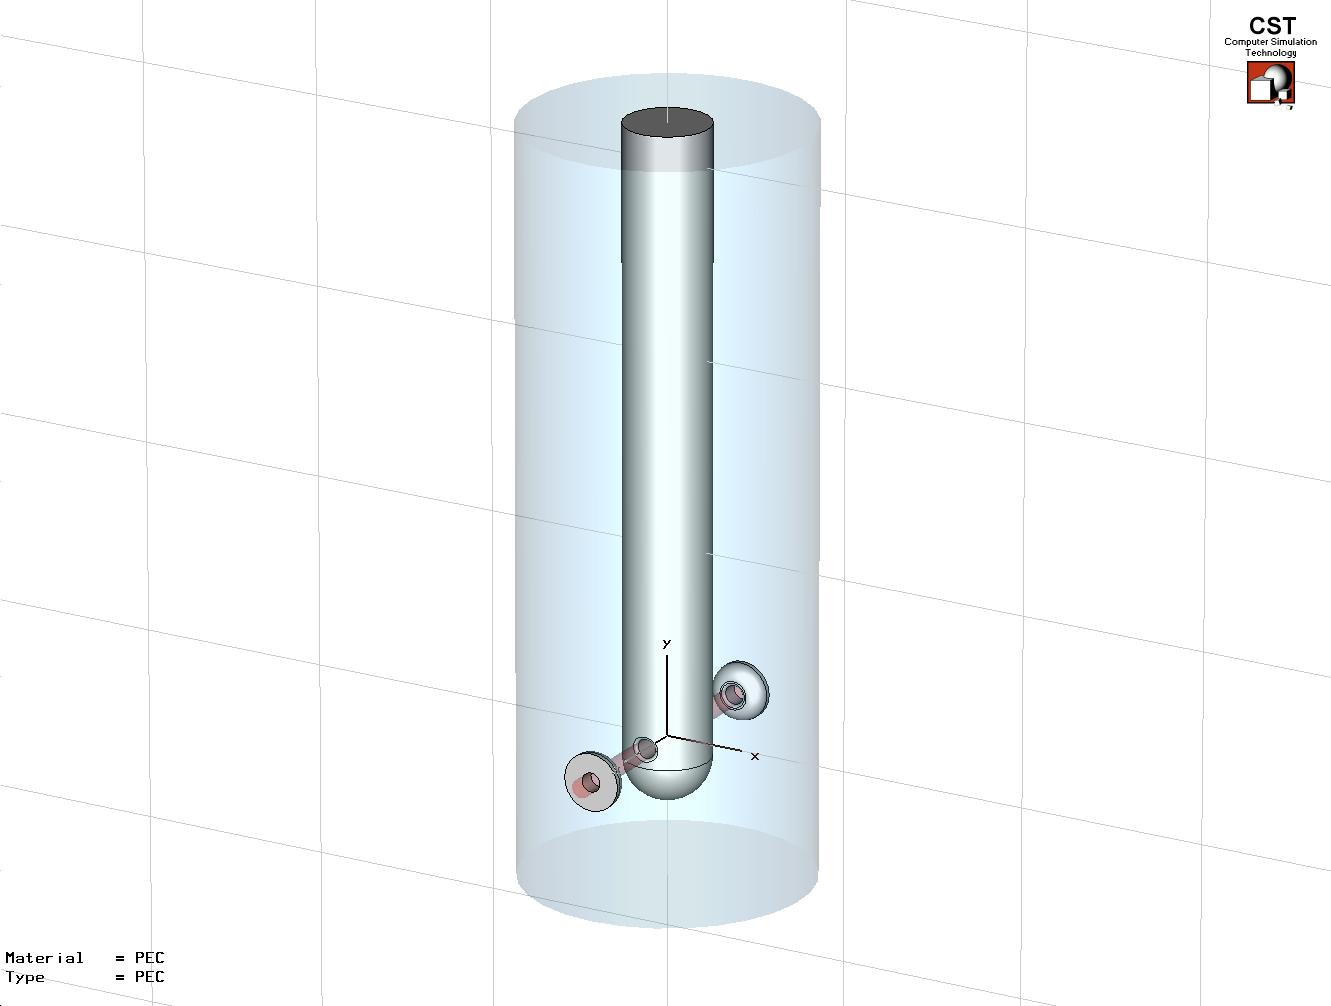 CST
Computer Simulation
Technology
y
x
Material = PEC
Type = PEC